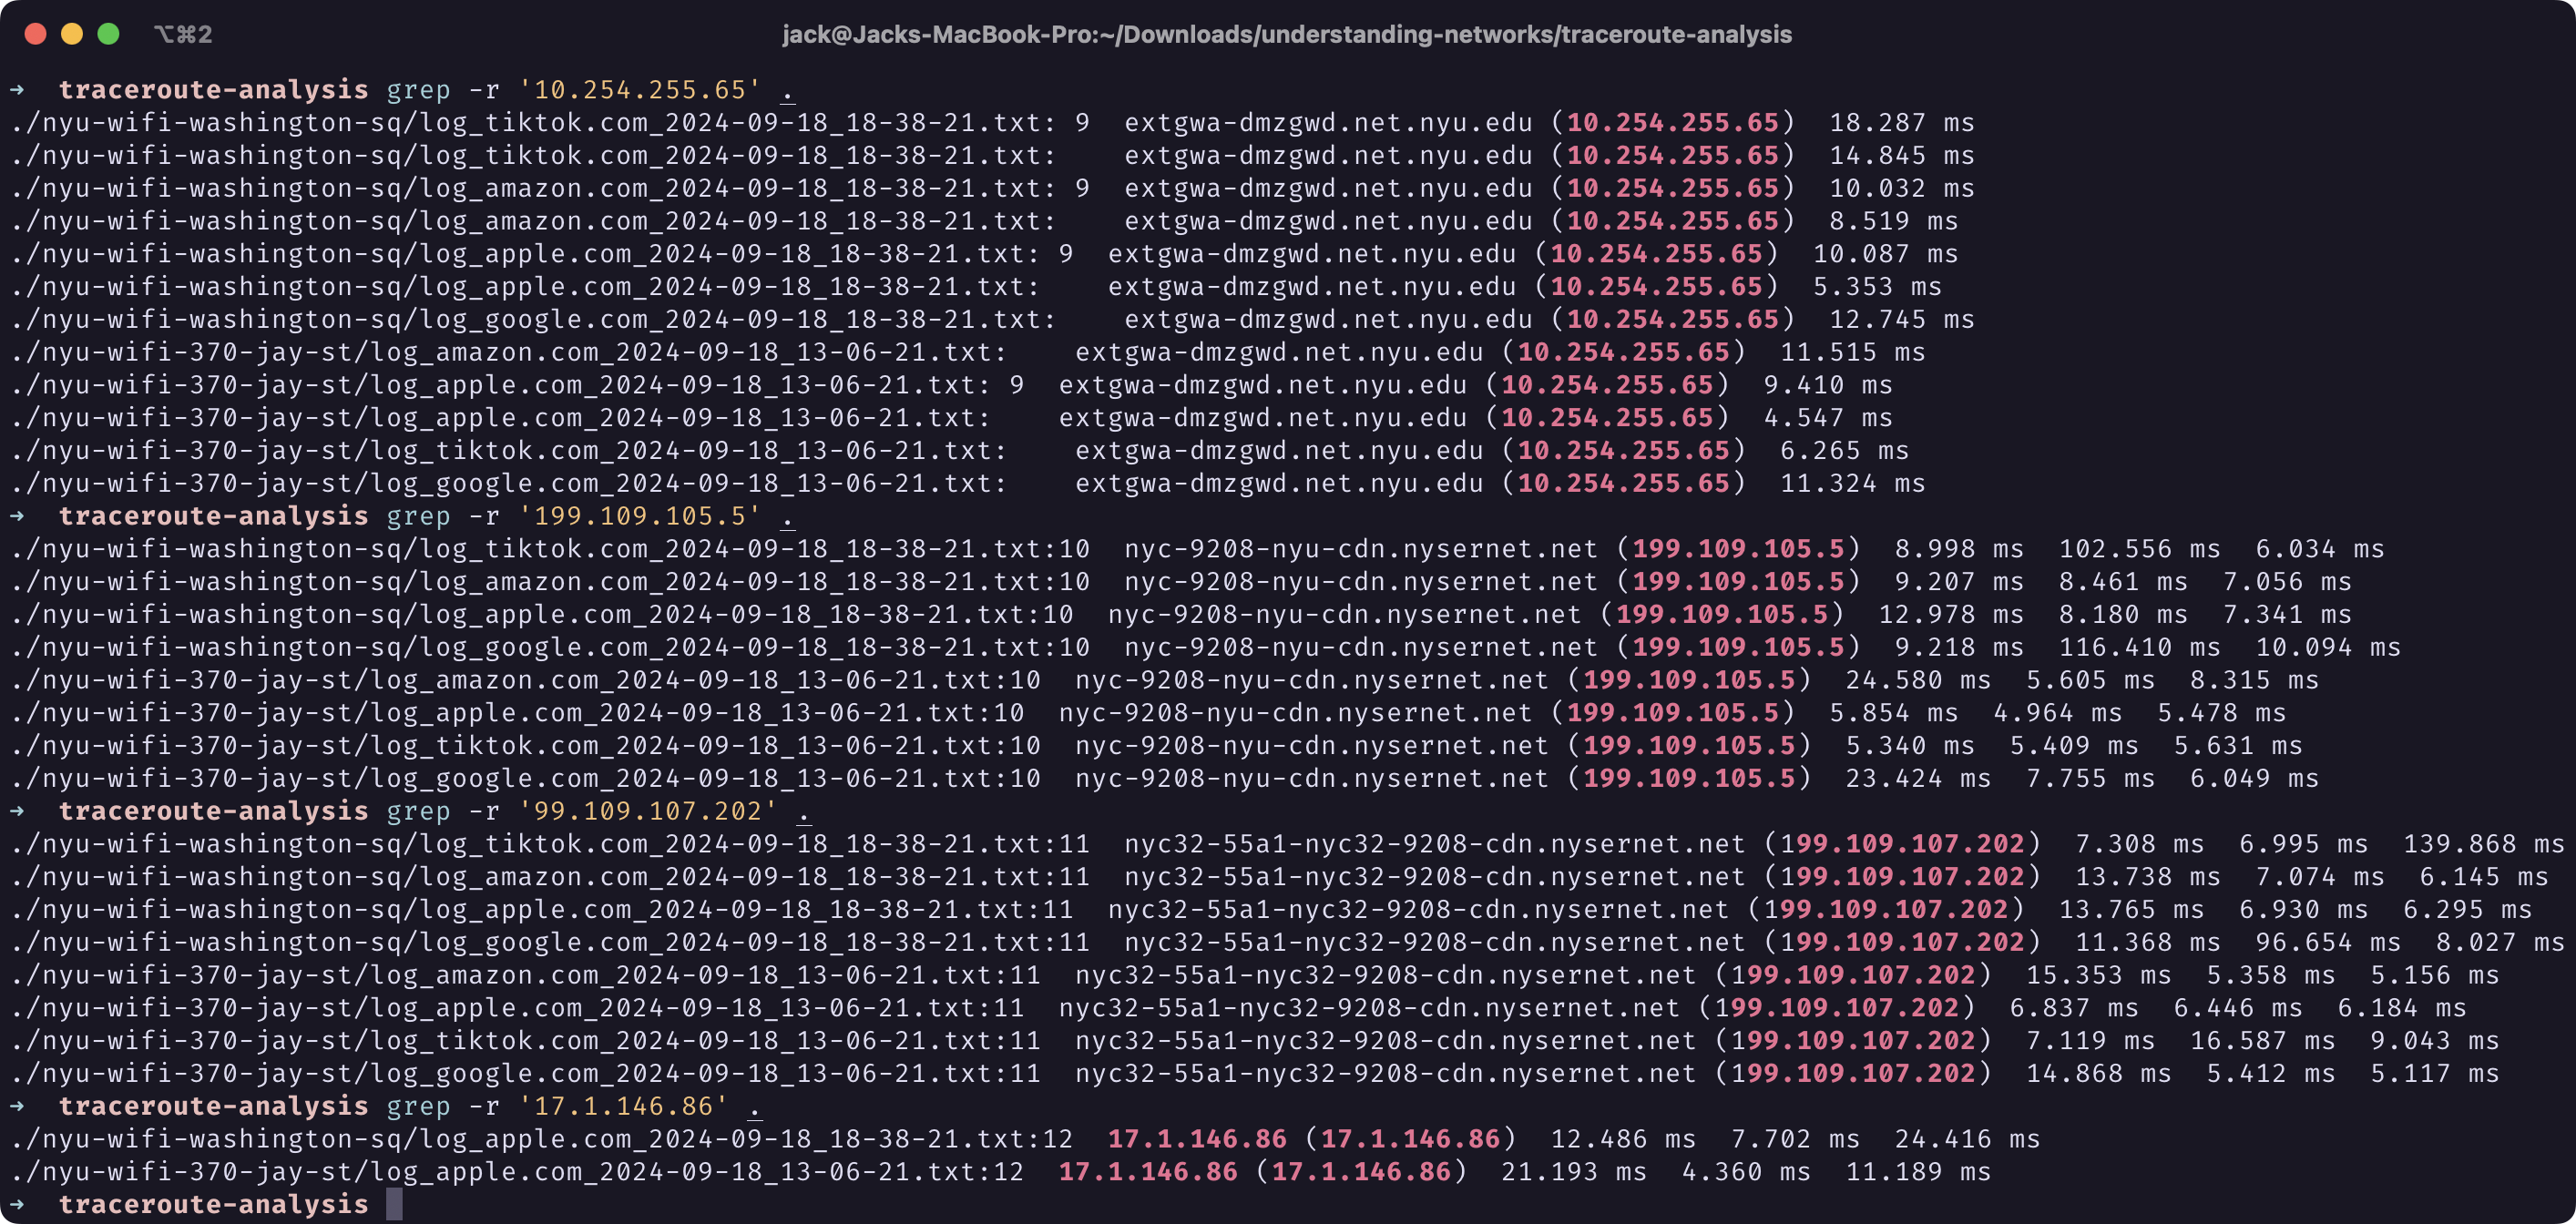 ⌥⌘2 jack@Jacks-MacBook-Pro:~/Downloads/understanding-networks/traceroute-analysis
→  traceroute-analysis grep -r '10.254.255.65' .
./nyu-wifi-washington-sq/log_tiktok.com_2024-09-18_18-38-21.txt: 9  extgwa-dmzgwd.net.nyu.edu (10.254.255.65)  18.287 ms
./nyu-wifi-washington-sq/log_tiktok.com_2024-09-18_18-38-21.txt:    extgwa-dmzgwd.net.nyu.edu (10.254.255.65)  14.845 ms
./nyu-wifi-washington-sq/log_amazon.com_2024-09-18_18-38-21.txt: 9  extgwa-dmzgwd.net.nyu.edu (10.254.255.65)  10.032 ms
./nyu-wifi-washington-sq/log_amazon.com_2024-09-18_18-38-21.txt:    extgwa-dmzgwd.net.nyu.edu (10.254.255.65)  8.519 ms
./nyu-wifi-washington-sq/log_apple.com_2024-09-18_18-38-21.txt: 9  extgwa-dmzgwd.net.nyu.edu (10.254.255.65)  10.087 ms
./nyu-wifi-washington-sq/log_apple.com_2024-09-18_18-38-21.txt:    extgwa-dmzgwd.net.nyu.edu (10.254.255.65)  5.353 ms
./nyu-wifi-washington-sq/log_google.com_2024-09-18_18-38-21.txt:    extgwa-dmzgwd.net.nyu.edu (10.254.255.65)  12.745 ms
./nyu-wifi-370-jay-st/log_amazon.com_2024-09-18_13-06-21.txt:    extgwa-dmzgwd.net.nyu.edu (10.254.255.65)  11.515 ms
./nyu-wifi-370-jay-st/log_apple.com_2024-09-18_13-06-21.txt: 9  extgwa-dmzgwd.net.nyu.edu (10.254.255.65)  9.410 ms
./nyu-wifi-370-jay-st/log_apple.com_2024-09-18_13-06-21.txt:    extgwa-dmzgwd.net.nyu.edu (10.254.255.65)  4.547 ms
./nyu-wifi-370-jay-st/log_tiktok.com_2024-09-18_13-06-21.txt:    extgwa-dmzgwd.net.nyu.edu (10.254.255.65)  6.265 ms
./nyu-wifi-370-jay-st/log_google.com_2024-09-18_13-06-21.txt:    extgwa-dmzgwd.net.nyu.edu (10.254.255.65)  11.324 ms
→  traceroute-analysis grep -r '199.109.105.5' .
./nyu-wifi-washington-sq/log_tiktok.com_2024-09-18_18-38-21.txt:10  nyc-9208-nyu-cdn.nysernet.net (199.109.105.5)  8.998 ms  102.556 ms  6.034 ms
./nyu-wifi-washington-sq/log_amazon.com_2024-09-18_18-38-21.txt:10  nyc-9208-nyu-cdn.nysernet.net (199.109.105.5)  9.207 ms  8.461 ms  7.056 ms
./nyu-wifi-washington-sq/log_apple.com_2024-09-18_18-38-21.txt:10  nyc-9208-nyu-cdn.nysernet.net (199.109.105.5)  12.978 ms  8.180 ms  7.341 ms
./nyu-wifi-washington-sq/log_google.com_2024-09-18_18-38-21.txt:10  nyc-9208-nyu-cdn.nysernet.net (199.109.105.5)  9.218 ms  116.410 ms  10.094 ms
./nyu-wifi-370-jay-st/log_amazon.com_2024-09-18_13-06-21.txt:10  nyc-9208-nyu-cdn.nysernet.net (199.109.105.5)  24.580 ms  5.605 ms  8.315 ms
./nyu-wifi-370-jay-st/log_apple.com_2024-09-18_13-06-21.txt:10  nyc-9208-nyu-cdn.nysernet.net (199.109.105.5)  5.854 ms  4.964 ms  5.478 ms
./nyu-wifi-370-jay-st/log_tiktok.com_2024-09-18_13-06-21.txt:10  nyc-9208-nyu-cdn.nysernet.net (199.109.105.5)  5.340 ms  5.409 ms  5.631 ms
./nyu-wifi-370-jay-st/log_google.com_2024-09-18_13-06-21.txt:10  nyc-9208-nyu-cdn.nysernet.net (199.109.105.5)  23.424 ms  7.755 ms  6.049 ms
→  traceroute-analysis grep -r '99.109.107.202' .
./nyu-wifi-washington-sq/log_tiktok.com_2024-09-18_18-38-21.txt:11  nyc32-55a1-nyc32-9208-cdn.nysernet.net (199.109.107.202)  7.308 ms  6.995 ms  139.868 ms
./nyu-wifi-washington-sq/log_amazon.com_2024-09-18_18-38-21.txt:11  nyc32-55a1-nyc32-9208-cdn.nysernet.net (199.109.107.202)  13.738 ms  7.074 ms  6.145 ms
./nyu-wifi-washington-sq/log_apple.com_2024-09-18_18-38-21.txt:11  nyc32-55a1-nyc32-9208-cdn.nysernet.net (199.109.107.202)  13.765 ms  6.930 ms  6.295 ms
./nyu-wifi-washington-sq/log_google.com_2024-09-18_18-38-21.txt:11  nyc32-55a1-nyc32-9208-cdn.nysernet.net (199.109.107.202)  11.368 ms  96.654 ms  8.027 ms
./nyu-wifi-370-jay-st/log_amazon.com_2024-09-18_13-06-21.txt:11  nyc32-55a1-nyc32-9208-cdn.nysernet.net (199.109.107.202)  15.353 ms  5.358 ms  5.156 ms
./nyu-wifi-370-jay-st/log_apple.com_2024-09-18_13-06-21.txt:11  nyc32-55a1-nyc32-9208-cdn.nysernet.net (199.109.107.202)  6.837 ms  6.446 ms  6.184 ms
./nyu-wifi-370-jay-st/log_tiktok.com_2024-09-18_13-06-21.txt:11  nyc32-55a1-nyc32-9208-cdn.nysernet.net (199.109.107.202)  7.119 ms  16.587 ms  9.043 ms
./nyu-wifi-370-jay-st/log_google.com_2024-09-18_13-06-21.txt:11  nyc32-55a1-nyc32-9208-cdn.nysernet.net (199.109.107.202)  14.868 ms  5.412 ms  5.117 ms
→  traceroute-analysis grep -r '17.1.146.86' .
./nyu-wifi-washington-sq/log_apple.com_2024-09-18_18-38-21.txt:12  17.1.146.86 (17.1.146.86)  12.486 ms  7.702 ms  24.416 ms
./nyu-wifi-370-jay-st/log_apple.com_2024-09-18_13-06-21.txt:12  17.1.146.86 (17.1.146.86)  21.193 ms  4.360 ms  11.189 ms
→  traceroute-analysis